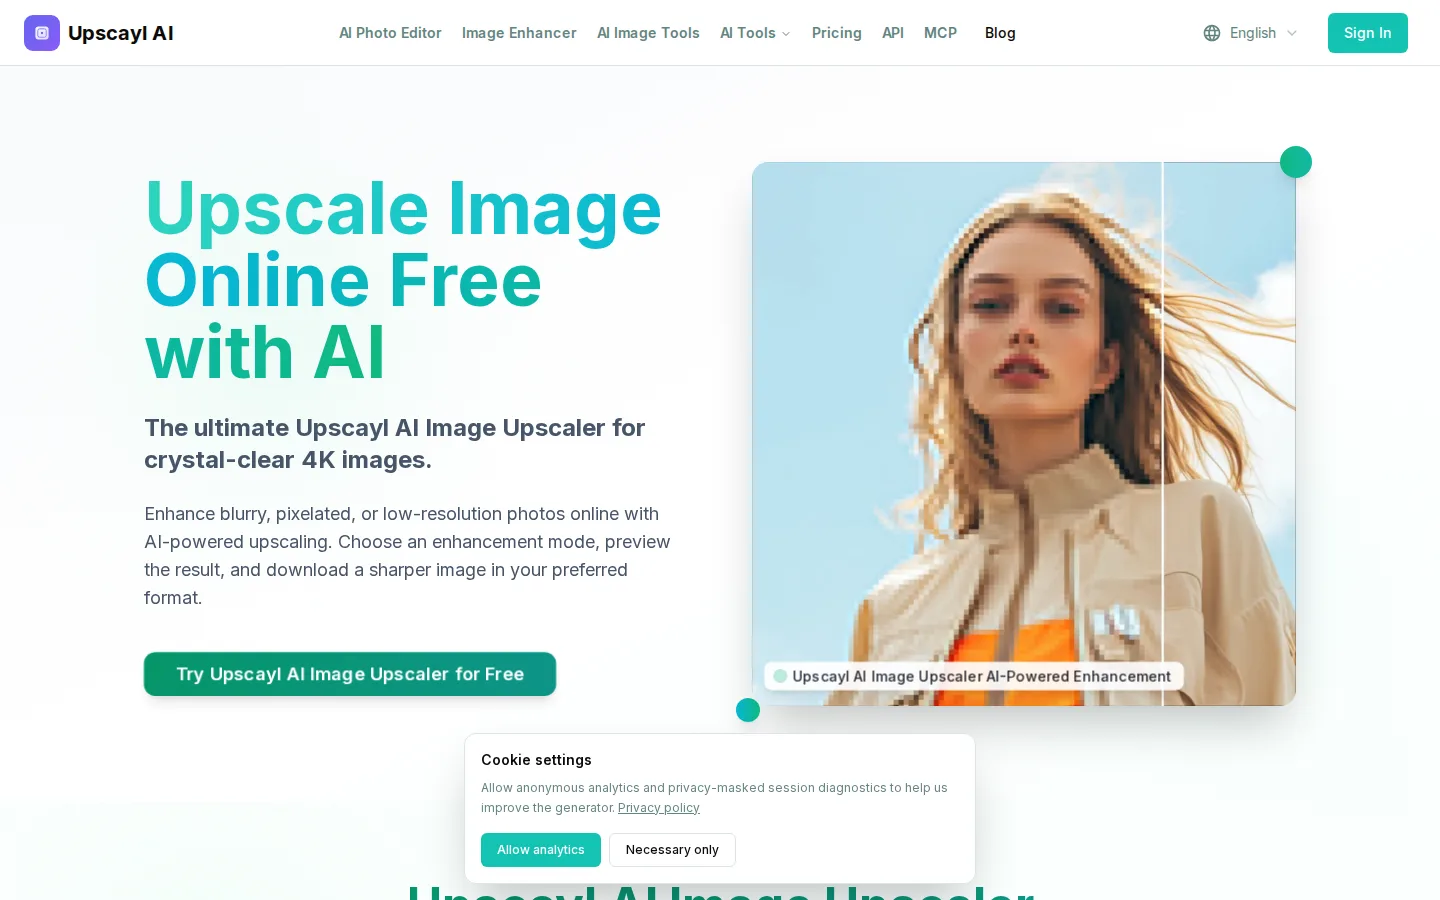 Upscayl AI
AI Photo Editor
Image Enhancer
AI Image Tools
AI Tools
Pricing
API
MCP
Blog
English
Sign In
Upscale Image
Online Free
with AI
The ultimate Upscayl AI Image Upscaler for
crystal-clear 4K images.
Enhance blurry, pixelated, or low-resolution photos online with
AI-powered upscaling. Choose an enhancement mode, preview
the result, and download a sharper image in your preferred
format.
Try Upscayl AI Image Upscaler for Free
Upscayl AI Image Upscaler AI-Powered Enhancement
Cookie settings
Allow anonymous analytics and privacy-masked session diagnostics to help us
improve the generator. Privacy policy
Allow analytics
Necessary only
Upscayl AI Image Upscaler